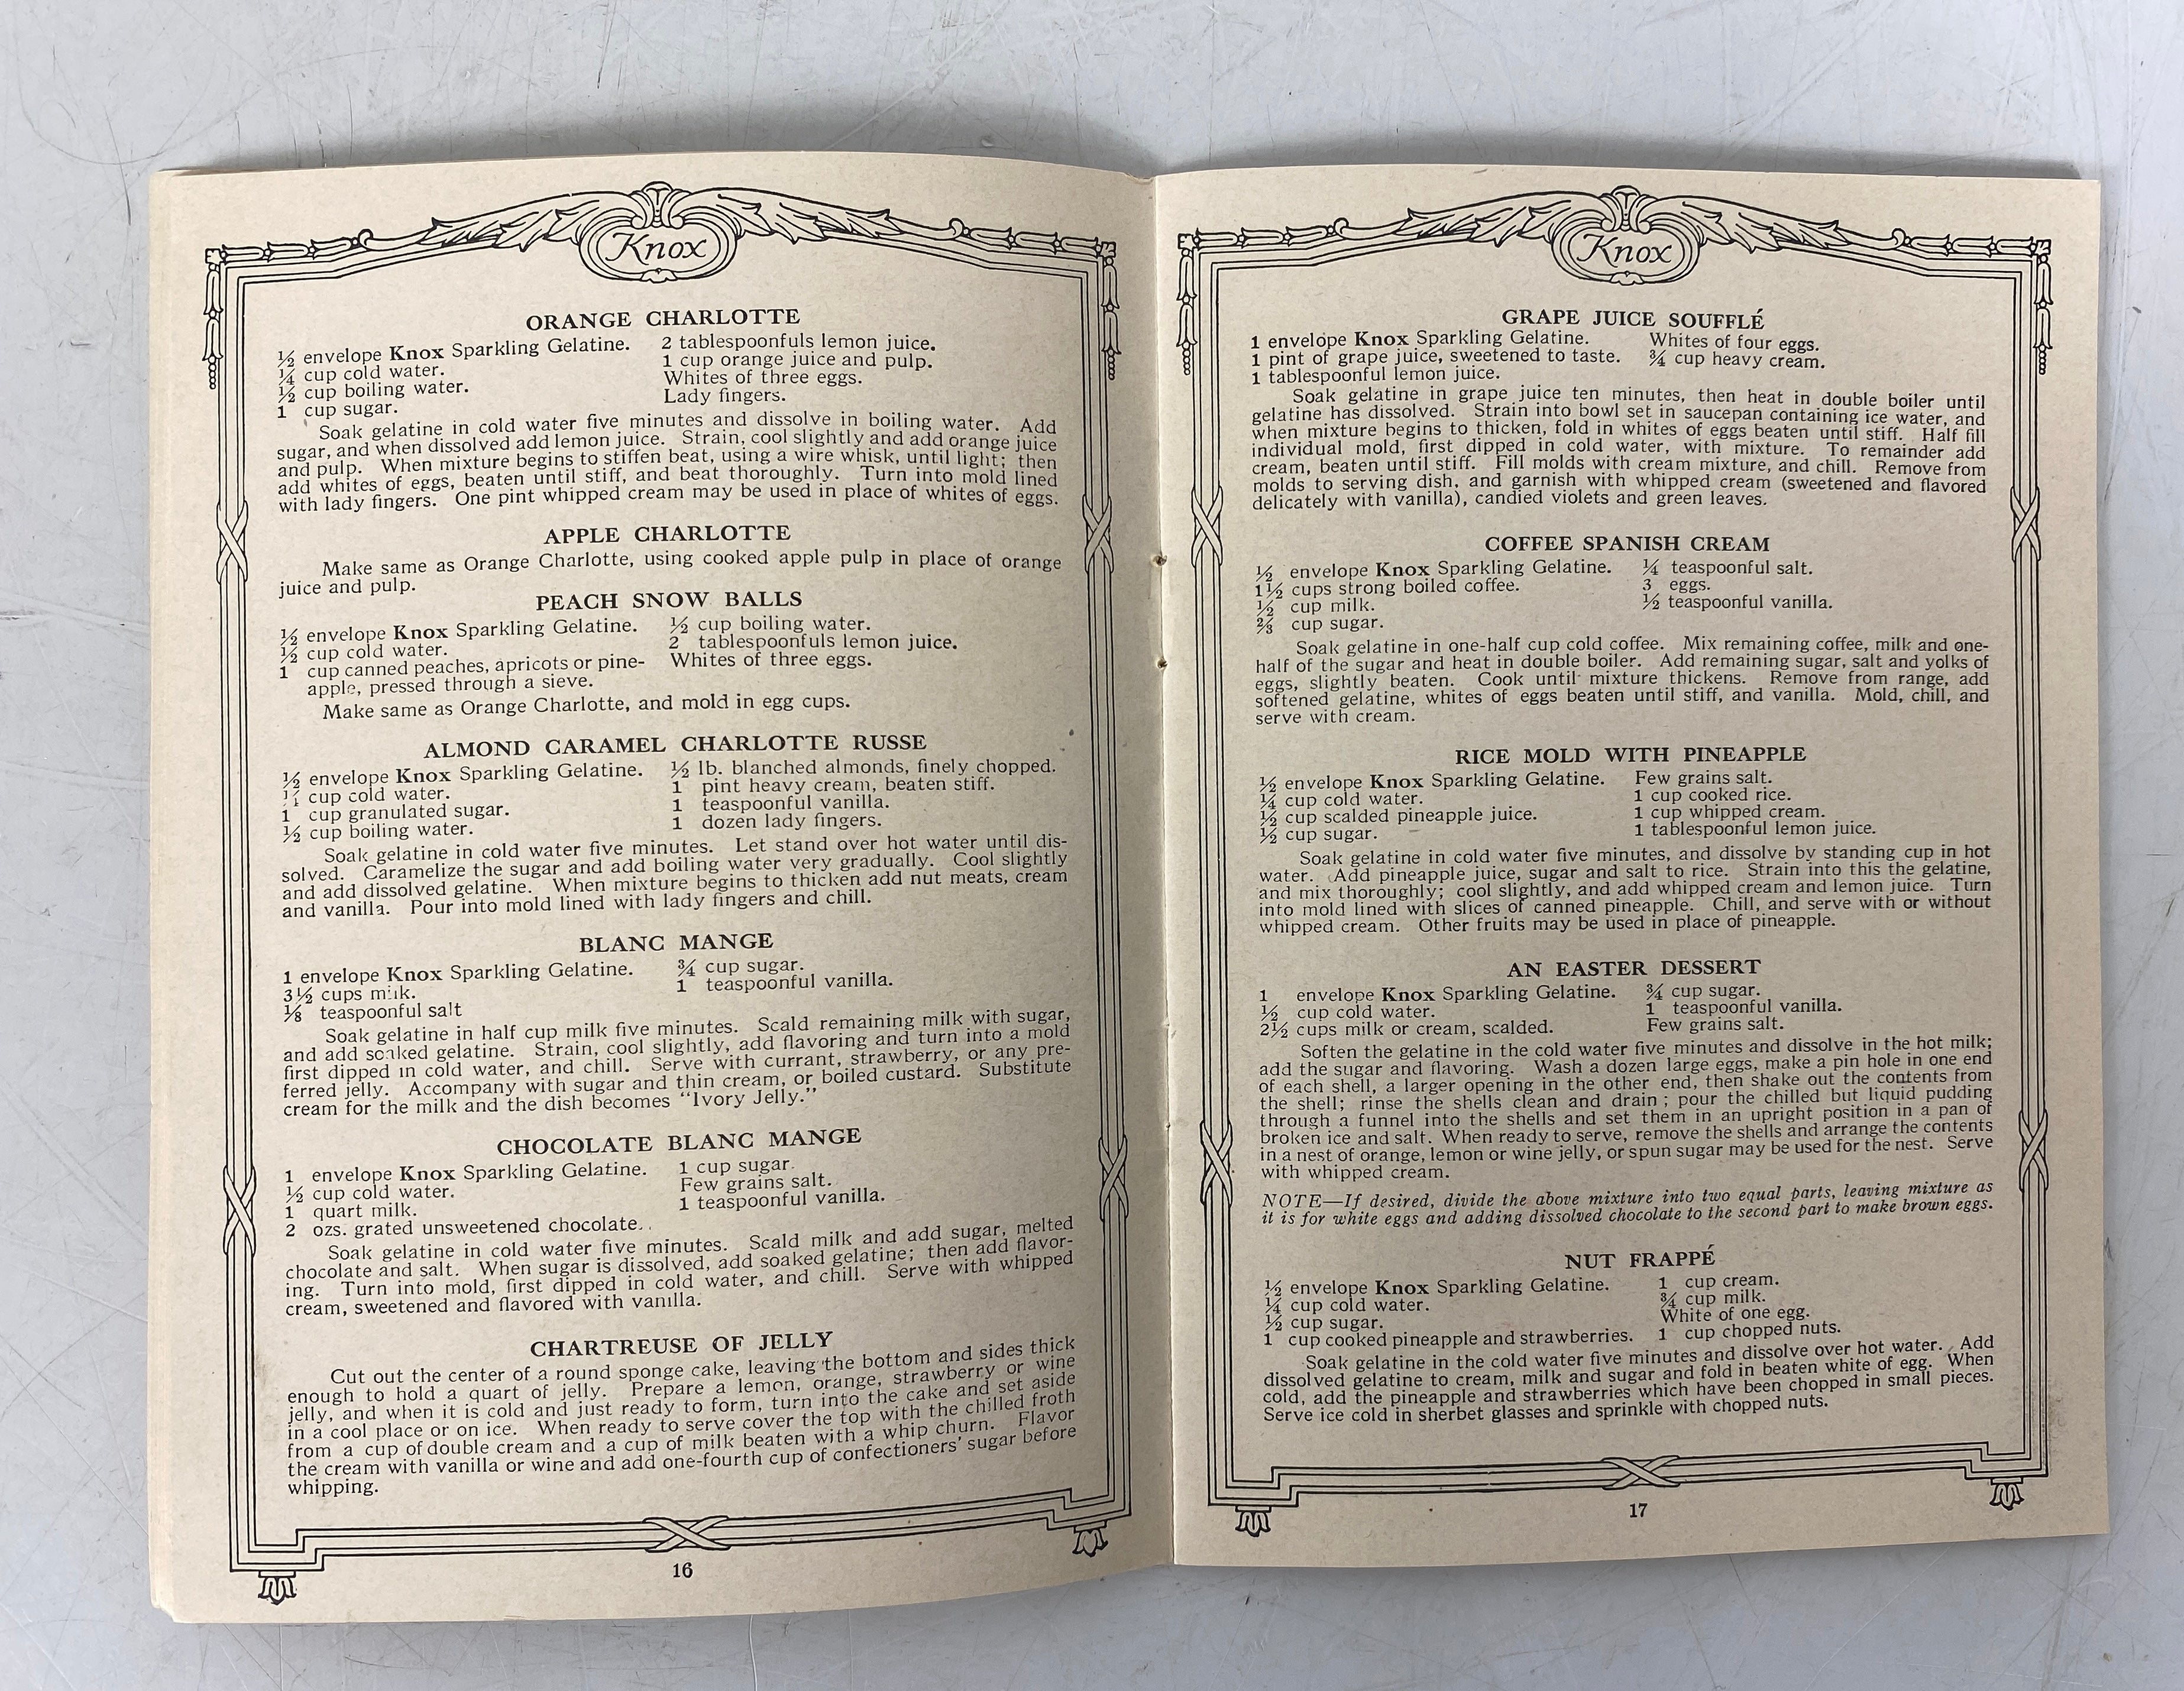 Knox
ORANGE CHARLOTTE
½ envelope Knox Sparkling Gelatine.
¼ cup cold water.
½ cup boiling water.
1 cup sugar.
2 tablespoonfuls lemon juice.
1 cup orange juice and pulp.
Whites of three eggs.
Lady fingers.
Soak gelatine in cold water five minutes and dissolve in boiling water. Add
sugar, and when dissolved add lemon juice. Strain, cool slightly and add orange juice
and pulp. When mixture begins to stiffen beat, using a wire whisk, until light; then
add whites of eggs, beaten until stiff, and beat thoroughly. Turn into mold lined
with lady fingers. One pint whipped cream may be used in place of whites of eggs.
APPLE CHARLOTTE
Make same as Orange Charlotte, using cooked apple pulp in place of orange
juice and pulp.
PEACH SNOW BALLS
½ envelope Knox Sparkling Gelatine.
½ cup cold water.
1 cup canned peaches, apricots or pine-
apple, pressed through a sieve.
½ cup boiling water.
2 tablespoonfuls lemon juice.
Whites of three eggs.
Make same as Orange Charlotte, and mold in egg cups.
ALMOND CARAMEL CHARLOTTE RUSSE
½ envelope Knox Sparkling Gelatine.
cup cold water.
1 cup granulated sugar.
½ cup boiling water.
½ lb. blanched almonds, finely chopped.
1 pint heavy cream, beaten stiff.
1 teaspoonful vanilla.
1 dozen lady fingers.
Soak gelatine in cold water five minutes. Let stand over hot water until dis-
solved. Caramelize the sugar and add boiling water very gradually. Cool slightly
and add dissolved gelatine. When mixture begins to thicken add nut meats, cream
and vanilla. Pour into mold lined with lady fingers and chill.
BLANC MANGE
1 envelope Knox Sparkling Gelatine.
3½ cups milk.
⅛ teaspoonful salt
¾ cup sugar.
1 teaspoonful vanilla.
Soak gelatine in half cup milk five minutes. Scald remaining milk with sugar,
and add soaked gelatine. Strain, cool slightly, add flavoring and turn into a mold
first dipped in cold water, and chill. Serve with currant, strawberry, or any pre-
ferred jelly. Accompany with sugar and thin cream, or boiled custard. Substitute
cream for the milk and the dish becomes "Ivory Jelly."
CHOCOLATE BLANC MANGE
1 envelope Knox Sparkling Gelatine.
½ cup cold water.
1 quart milk.
2 ozs. grated unsweetened chocolate.
1 cup sugar.
Few grains salt.
1 teaspoonful vanilla.
Soak gelatine in cold water five minutes. Scald milk and add sugar, melted
chocolate and salt. When sugar is dissolved, add soaked gelatine; then add flavor-
ing. Turn into mold, first dipped in cold water, and chill. Serve with whipped
cream, sweetened and flavored with vanilla.
CHARTREUSE OF JELLY
Cut out the center of a round sponge cake, leaving the bottom and sides thick
enough to hold a quart of jelly. Prepare a lemon, orange, strawberry or wine
jelly, and when it is cold and just ready to form, turn into the cake and set aside
in a cool place or on ice. When ready to serve cover the top with the chilled froth
from a cup of double cream and a cup of milk beaten with a whip churn. Flavor
the cream with vanilla or wine and add one-fourth cup of confectioners' sugar before
whipping.
16
Knox
GRAPE JUICE SOUFFLÉ
1 envelope Knox Sparkling Gelatine.
1 pint of grape juice, sweetened to taste.
1 tablespoonful lemon juice.
Whites of four eggs.
¾ cup heavy cream.
Soak gelatine in grape juice ten minutes, then heat in double boiler until
gelatine has dissolved. Strain into bowl set in saucepan containing ice water, and
when mixture begins to thicken, fold in whites of eggs beaten until stiff. Half fill
individual mold, first dipped in cold water, with mixture. To remainder add
cream, beaten until stiff. Fill molds with cream mixture, and chill. Remove from
molds to serving dish, and garnish with whipped cream (sweetened and flavored
delicately with vanilla), candied violets and green leaves.
COFFEE SPANISH CREAM
½ envelope Knox Sparkling Gelatine.
1½ cups strong boiled coffee.
½ cup milk.
⅔ cup sugar.
¼ teaspoonful salt.
3 eggs.
½ teaspoonful vanilla.
Soak gelatine in one-half cup cold coffee. Mix remaining coffee, milk and one-
half of the sugar and heat in double boiler. Add remaining sugar, salt and yolks of
eggs, slightly beaten. Cook until mixture thickens. Remove from range, add
softened gelatine, whites of eggs beaten until stiff, and vanilla. Mold, chill, and
serve with cream.
RICE MOLD WITH PINEAPPLE
½ envelope Knox Sparkling Gelatine.
¼ cup cold water.
½ cup scalded pineapple juice.
½ cup sugar.
Few grains salt.
1 cup cooked rice.
1 cup whipped cream.
1 tablespoonful lemon juice.
Soak gelatine in cold water five minutes, and dissolve by standing cup in hot
water. Add pineapple juice, sugar and salt to rice. Strain into this the gelatine,
and mix thoroughly; cool slightly, and add whipped cream and lemon juice. Turn
into mold lined with slices of canned pineapple. Chill, and serve with or without
whipped cream. Other fruits may be used in place of pineapple.
AN EASTER DESSERT
1 envelope Knox Sparkling Gelatine.
½ cup cold water.
2½ cups milk or cream, scalded.
¾ cup sugar.
1 teaspoonful vanilla.
Few grains salt.
Soften the gelatine in the cold water five minutes and dissolve in the hot milk;
add the sugar and flavoring. Wash a dozen large eggs, make a pin hole in one end
of each shell, a larger opening in the other end, then shake out the contents from
the shell; rinse the shells clean and drain; pour the chilled but liquid pudding
through a funnel into the shells and set them in an upright position in a pan of
broken ice and salt. When ready to serve, remove the shells and arrange the contents
in a nest of orange, lemon or wine jelly, or spun sugar may be used for the nest. Serve
with whipped cream.
NOTE—If desired, divide the above mixture into two equal parts, leaving mixture as
it is for white eggs and adding dissolved chocolate to the second part to make brown eggs.
NUT FRAPPÉ
½ envelope Knox Sparkling Gelatine.
¼ cup cold water.
½ cup sugar.
1 cup cooked pineapple and strawberries.
1 cup cream.
¾ cup milk.
White of one egg.
1 cup chopped nuts.
Soak gelatine in the cold water five minutes and dissolve over hot water. Add
dissolved gelatine to cream, milk and sugar and fold in beaten white of egg. When
cold, add the pineapple and strawberries which have been chopped in small pieces.
Serve ice cold in sherbet glasses and sprinkle with chopped nuts.
17